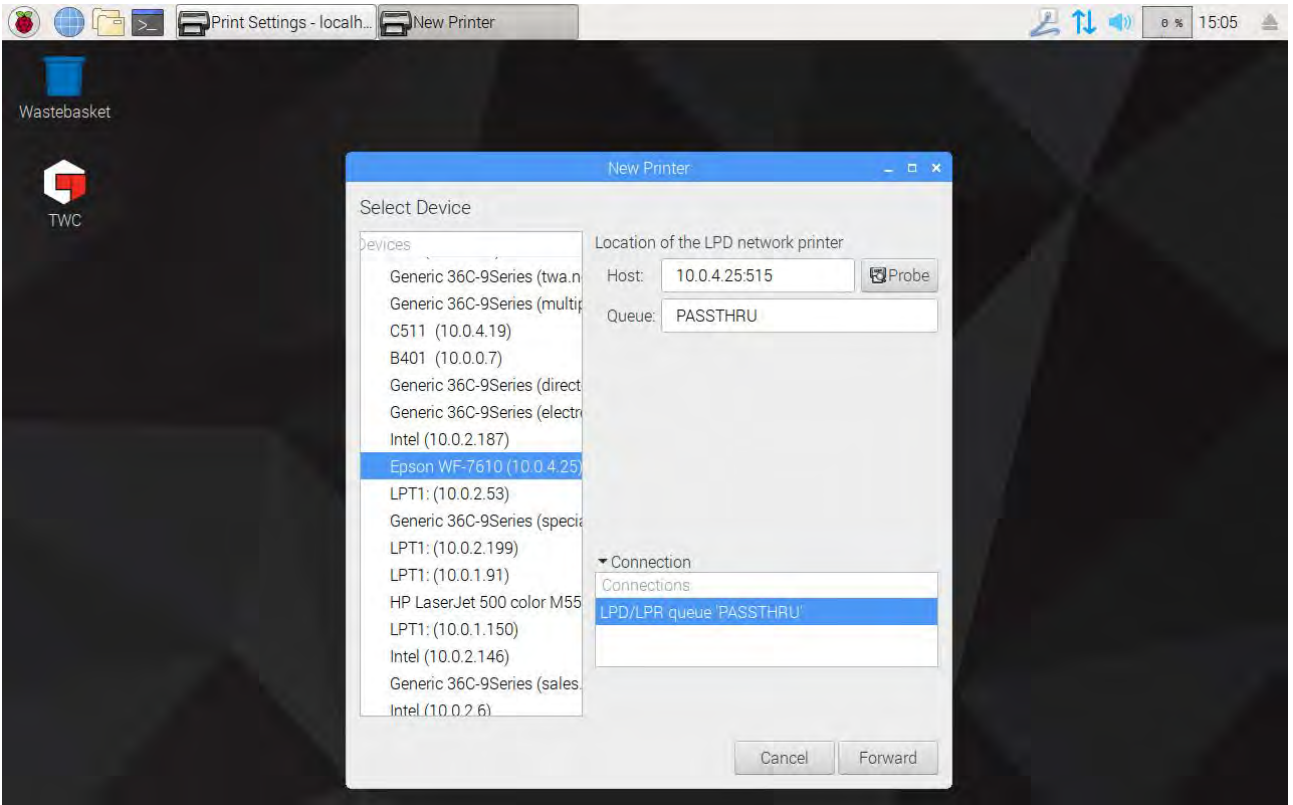 Print Settings - localh...
New Printer
0 %
15:05
Wastebasket
TWC
New Printer
Select Device
Devices
Generic 36C-9Series (twa.n
Generic 36C-9Series (multip
C511 (10.0.4.19)
B401 (10.0.0.7)
Generic 36C-9Series (direct
Generic 36C-9Series (electr
Intel (10.0.2.187)
Epson WF-7610 (10.0.4.25)
LPT1: (10.0.2.53)
Generic 36C-9Series (specia
LPT1: (10.0.2.199)
LPT1: (10.0.1.91)
HP LaserJet 500 color M55
LPT1: (10.0.1.150)
Intel (10.0.2.146)
Generic 36C-9Series (sales.
Intel (10.0.2.6)
Location of the LPD network printer
Host: 10.0.4.25:515 Probe
Queue: PASSTHRU
Connection
Connections
LPD/LPR queue 'PASSTHRU'
Cancel Forward